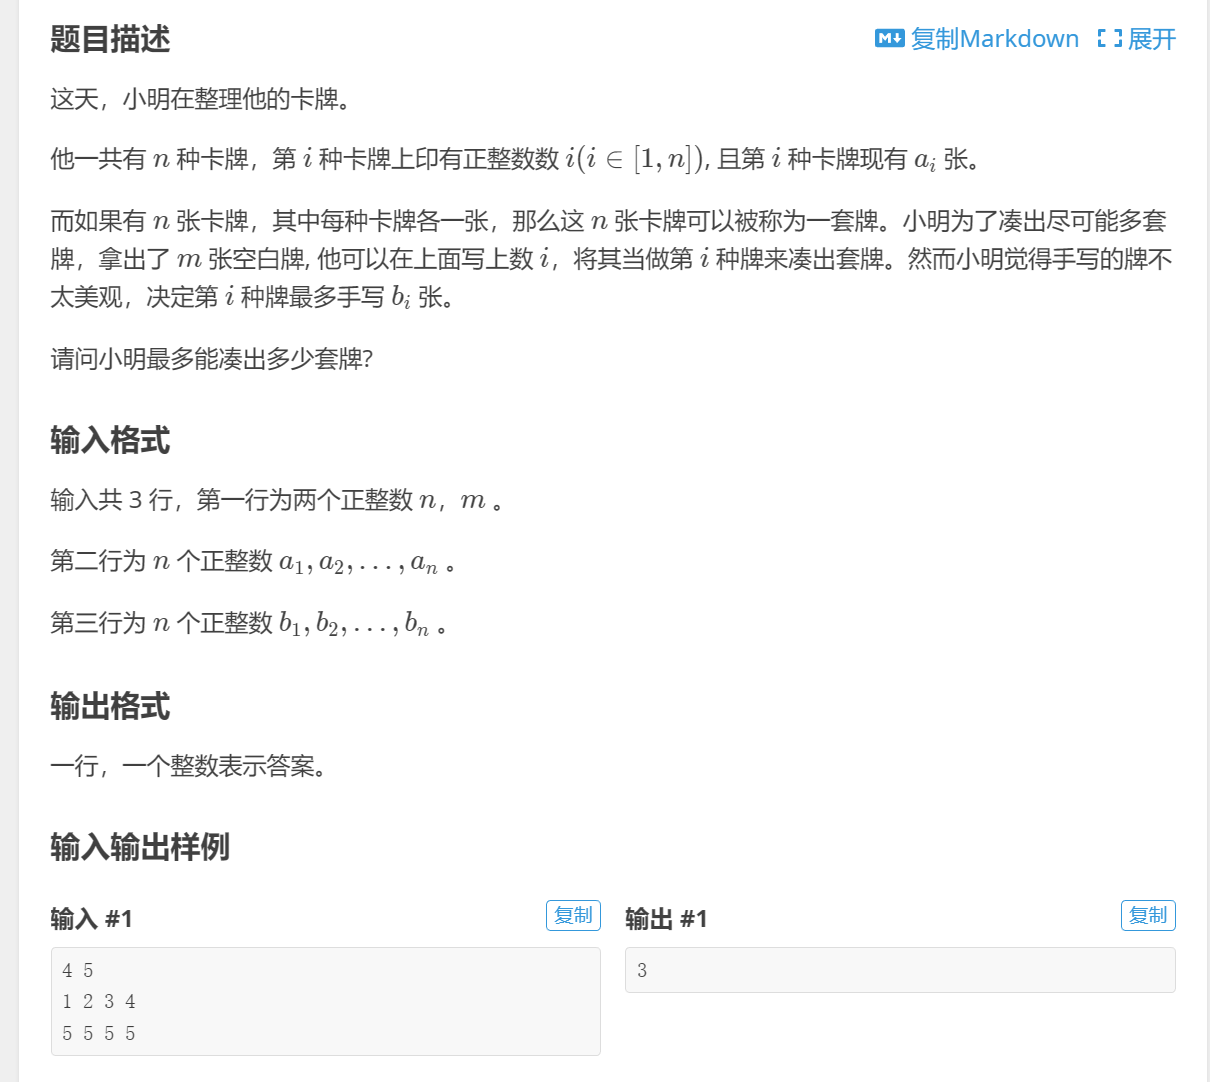 题目描述
复制Markdown 展开
这天，小明在整理他的卡牌。
他一共有 n 种卡牌，第 i 种卡牌上印有正整数数 i(i ∈ [1, n]), 且第 i 种卡牌现有 a_i 张。
而如果有 n 张卡牌，其中每种卡牌各一张，那么这 n 张卡牌可以被称为一套牌。小明为了凑出尽可能多套
牌，拿出了 m 张空白牌, 他可以在上面写上数 i，将其当做第 i 种牌来凑出套牌。然而小明觉得手写的牌不
太美观，决定第 i 种牌最多手写 b_i 张。
请问小明最多能凑出多少套牌?
输入格式
输入共 3 行，第一行为两个正整数 n，m 。
第二行为 n 个正整数 a_1, a_2, ..., a_n 。
第三行为 n 个正整数 b_1, b_2, ..., b_n 。
输出格式
一行，一个整数表示答案。
输入输出样例
输入 #1 复制
4 5
1 2 3 4
5 5 5 5
输出 #1 复制
3